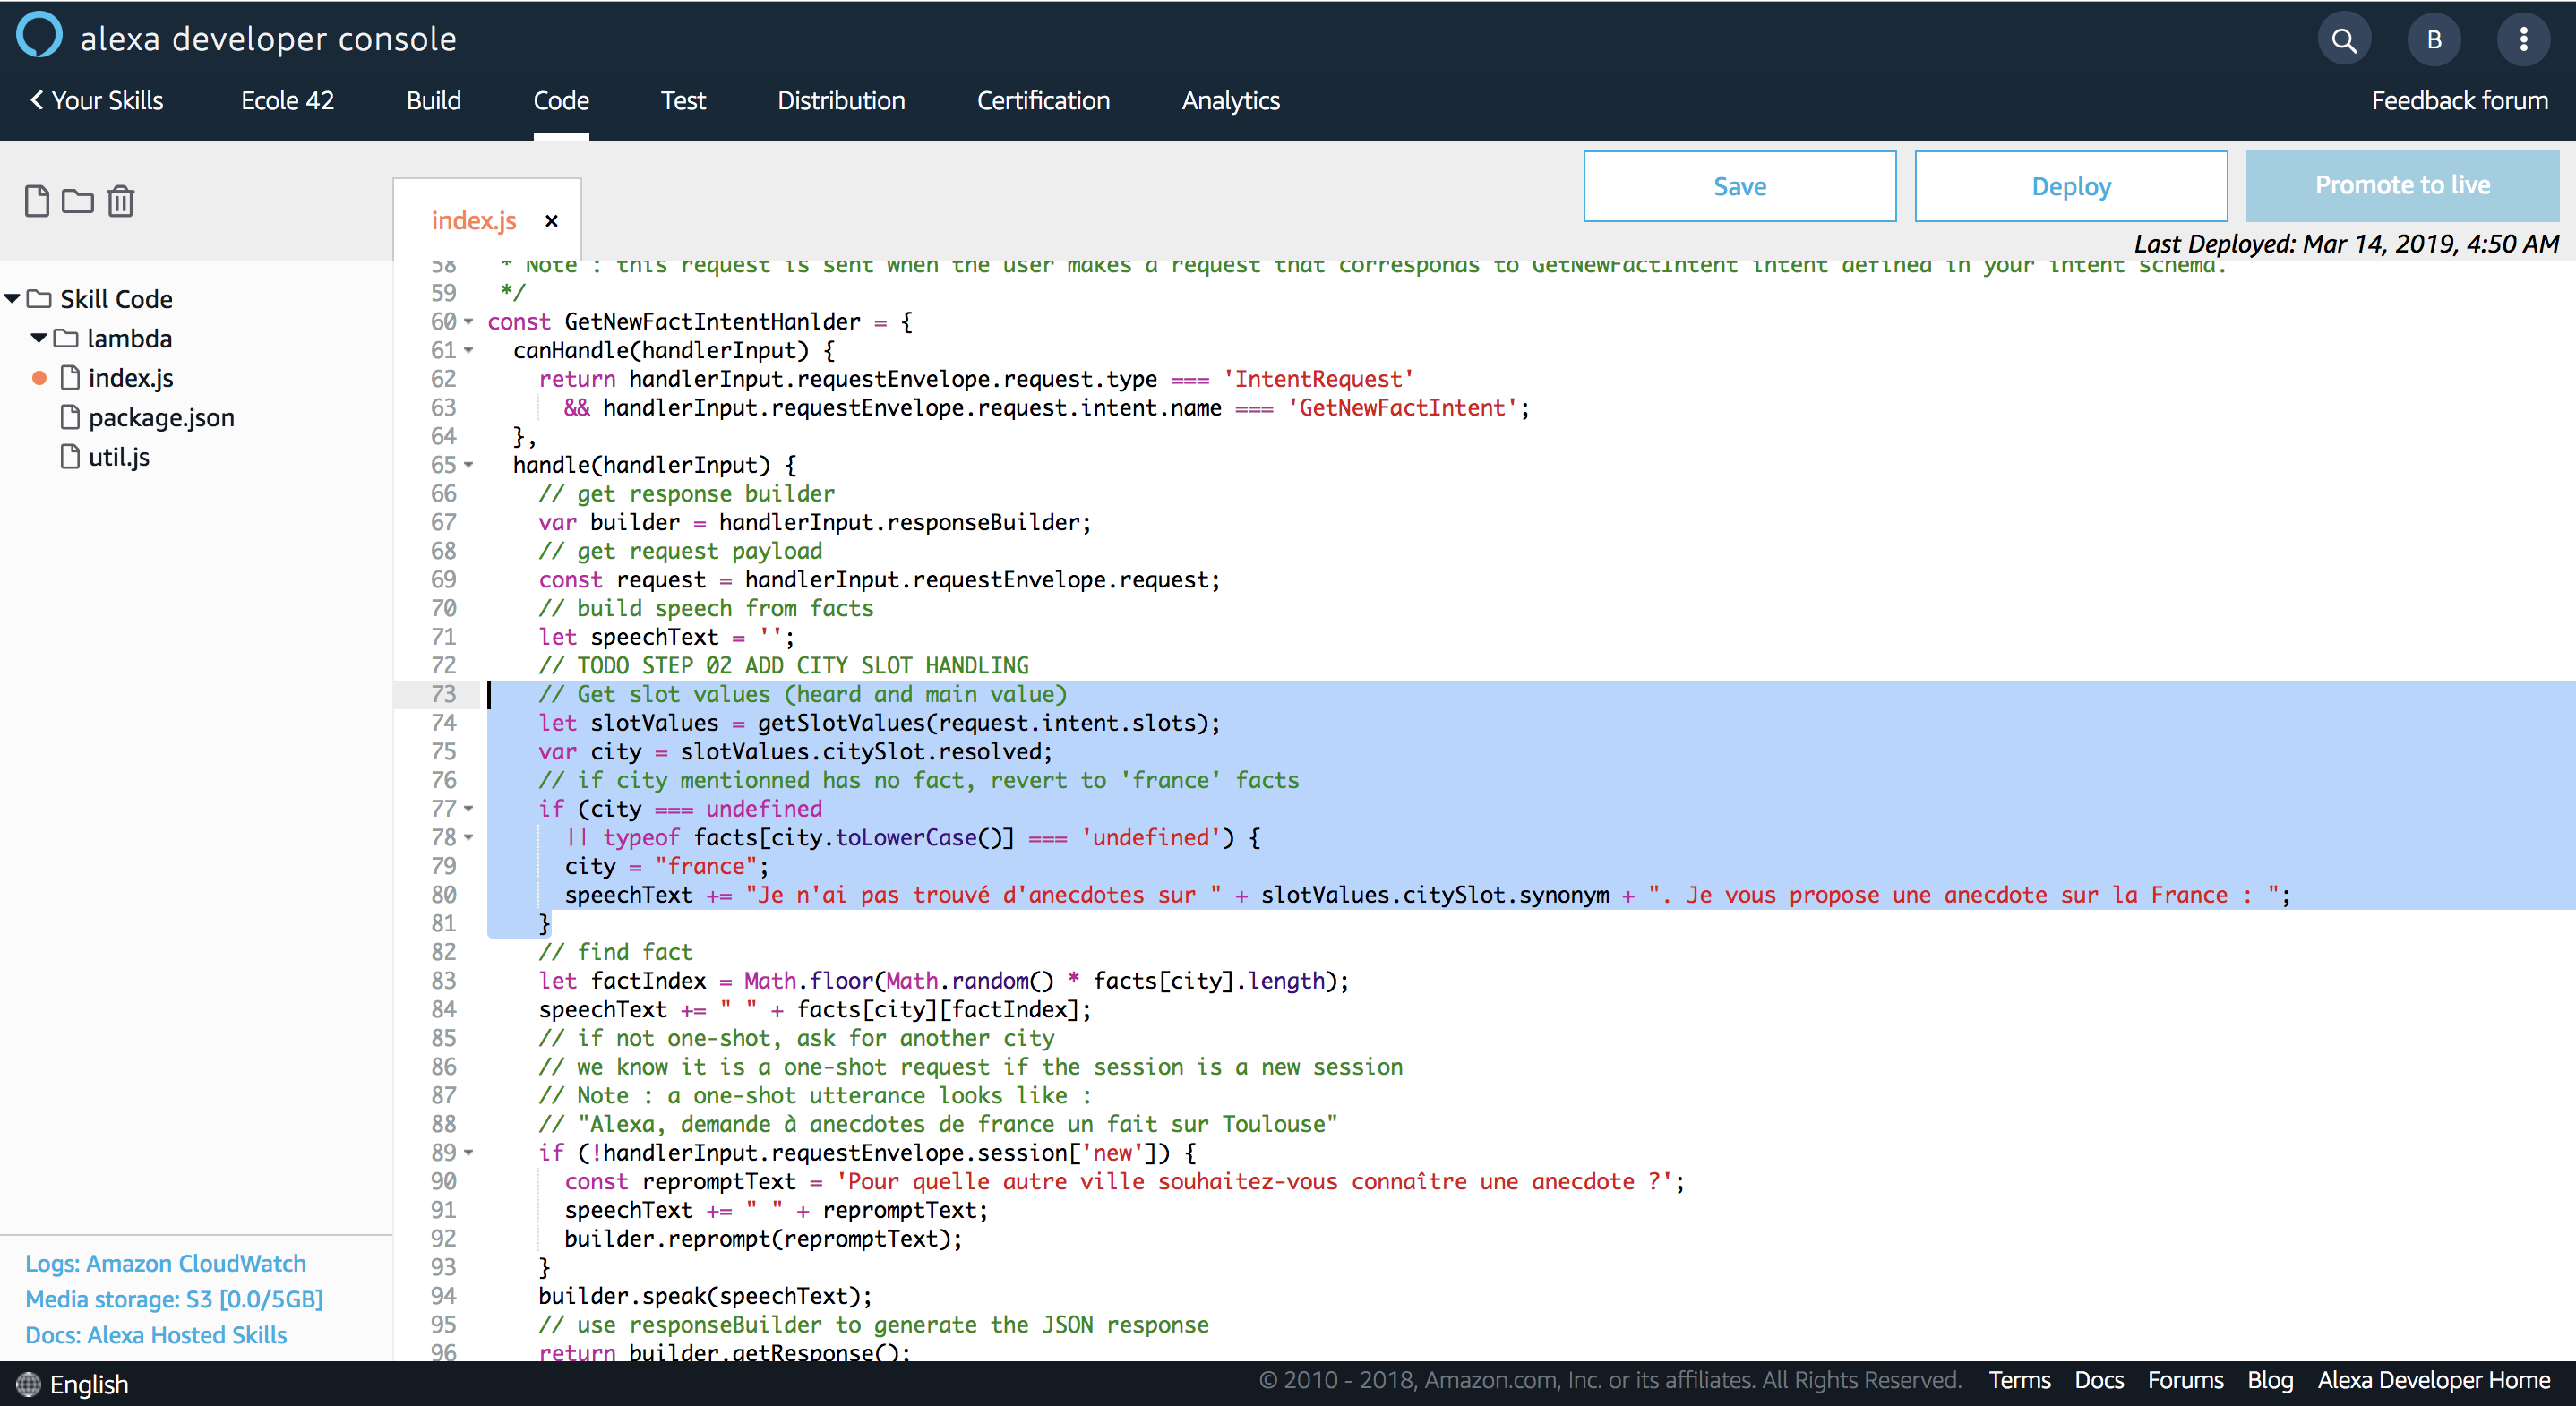 alexa developer console
B
Your Skills
Ecole 42
Build
Code
Test
Distribution
Certification
Analytics
Feedback forum
Save
Deploy
Promote to live
Last Deployed: Mar 14, 2019, 4:50 AM
index.js ×
Skill Code
lambda
index.js
package.json
util.js
Logs: Amazon CloudWatch
Media storage: S3 [0.0/5GB]
Docs: Alexa Hosted Skills
58 * Note : this request is sent when the user makes a request that corresponds to GetNewFactIntent intent defined in your intent schema.
59 */
60 const GetNewFactIntentHanlder = {
61 canHandle(handlerInput) {
62 return handlerInput.requestEnvelope.request.type === 'IntentRequest'
63 && handlerInput.requestEnvelope.request.intent.name === 'GetNewFactIntent';
64 },
65 handle(handlerInput) {
66 // get response builder
67 var builder = handlerInput.responseBuilder;
68 // get request payload
69 const request = handlerInput.requestEnvelope.request;
70 // build speech from facts
71 let speechText = '';
72 // TODO STEP 02 ADD CITY SLOT HANDLING
73 // Get slot values (heard and main value)
74 let slotValues = getSlotValues(request.intent.slots);
75 var city = slotValues.citySlot.resolved;
76 // if city mentionned has no fact, revert to 'france' facts
77 if (city === undefined
78 || typeof facts[city.toLowerCase()] === 'undefined') {
79 city = "france";
80 speechText += "Je n'ai pas trouvé d'anecdotes sur " + slotValues.citySlot.synonym + ". Je vous propose une anecdote sur la France : ";
81 }
82 // find fact
83 let factIndex = Math.floor(Math.random() * facts[city].length);
84 speechText += " " + facts[city][factIndex];
85 // if not one-shot, ask for another city
86 // we know it is a one-shot request if the session is a new session
87 // Note : a one-shot utterance looks like :
88 // "Alexa, demande à anecdotes de france un fait sur Toulouse"
89 if (!handlerInput.requestEnvelope.session['new']) {
90 const repromptText = 'Pour quelle autre ville souhaitez-vous connaître une anecdote ?';
91 speechText += " " + repromptText;
92 builder.reprompt(repromptText);
93 }
94 builder.speak(speechText);
95 // use responseBuilder to generate the JSON response
96 return builder.getResponse();
English
© 2010 - 2018, Amazon.com, Inc. or its affiliates. All Rights Reserved.
Terms
Docs
Forums
Blog
Alexa Developer Home